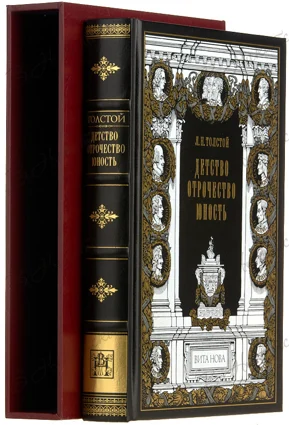 ТОЛСТОЙ
ДЕТСТВО
ОТРОЧЕСТВО
ЮНОСТЬ
Л.Н.ТОЛСТОЙ
ДЕТСТВО
ОТРОЧЕСТВО
ЮНОСТЬ
ВИТА НОВА